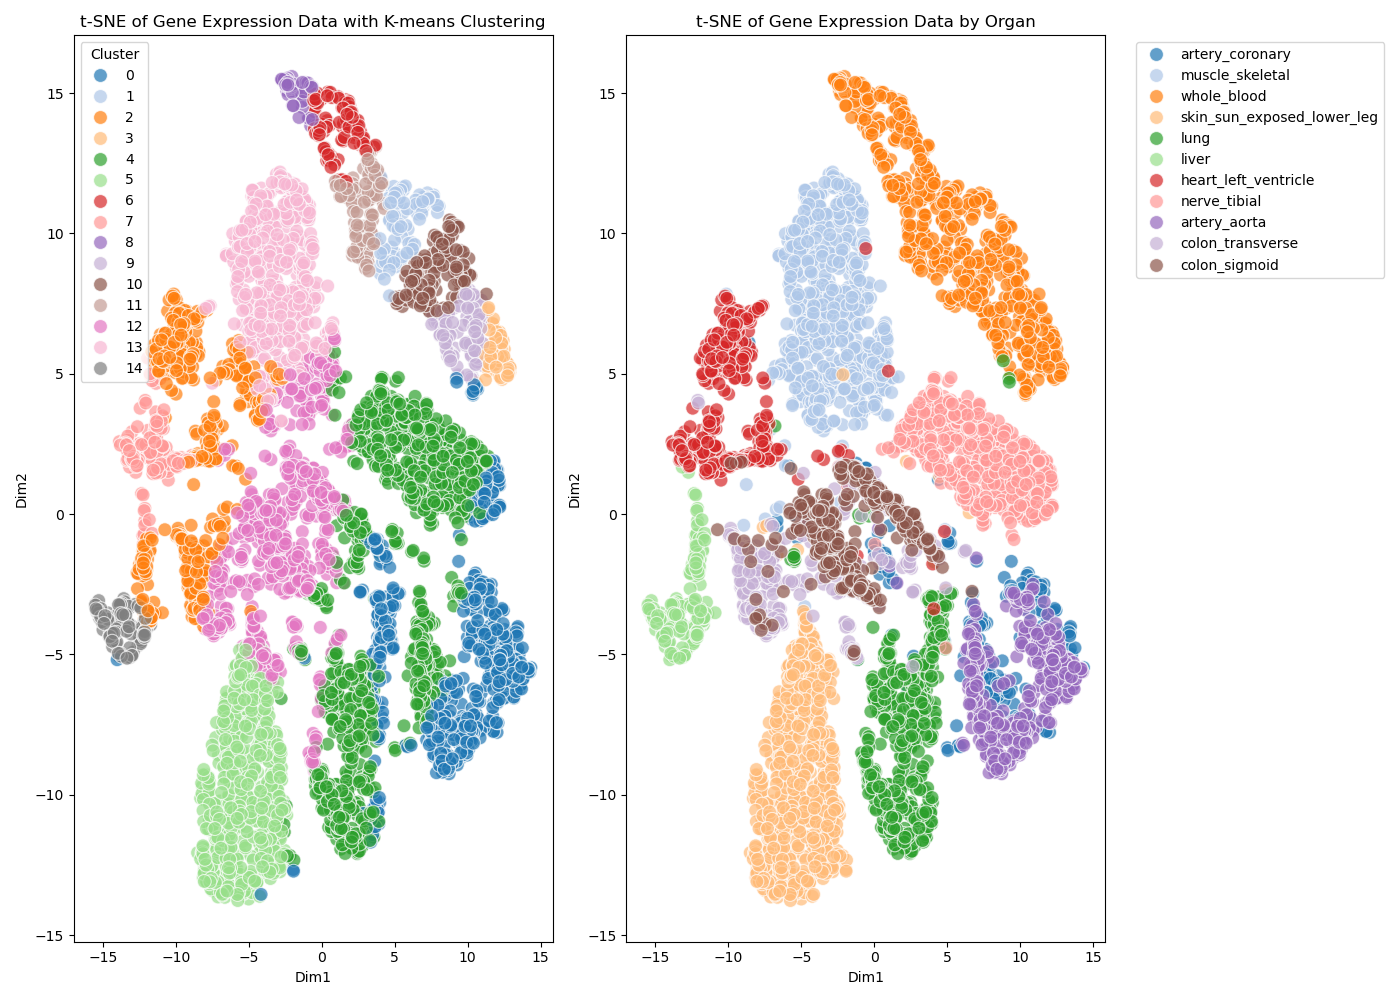 t-SNE of Gene Expression Data with K-means Clustering
Cluster
0
1
2
3
4
5
6
7
8
9
10
11
12
13
14
15
10
5
0
−5
−10
−15
Dim2
−15
−10
−5
0
5
10
15
Dim1
t-SNE of Gene Expression Data by Organ
15
10
5
0
−5
−10
−15
Dim2
−15
−10
−5
0
5
10
15
Dim1
artery_coronary
muscle_skeletal
whole_blood
skin_sun_exposed_lower_leg
lung
liver
heart_left_ventricle
nerve_tibial
artery_aorta
colon_transverse
colon_sigmoid